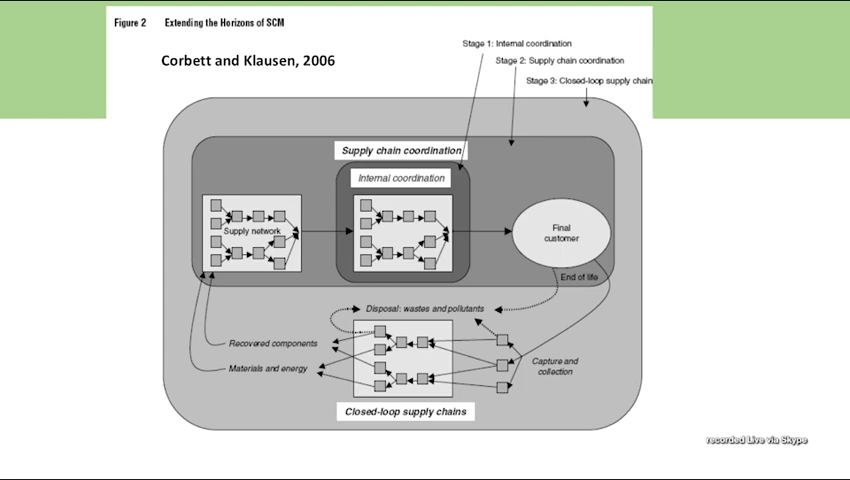 Figure 2 Extending the Horizons of SCM
Corbett and Klausen, 2006
Stage 1: Internal coordination
Stage 2: Supply chain coordination
Stage 3: Closed-loop supply chain
Supply chain coordination
Internal coordination
Supply network
Final
customer
End of life
Disposal: wastes and pollutants
Recovered components
Materials and energy
Capture and
collection
Closed-loop supply chains
recorded Live via Skype